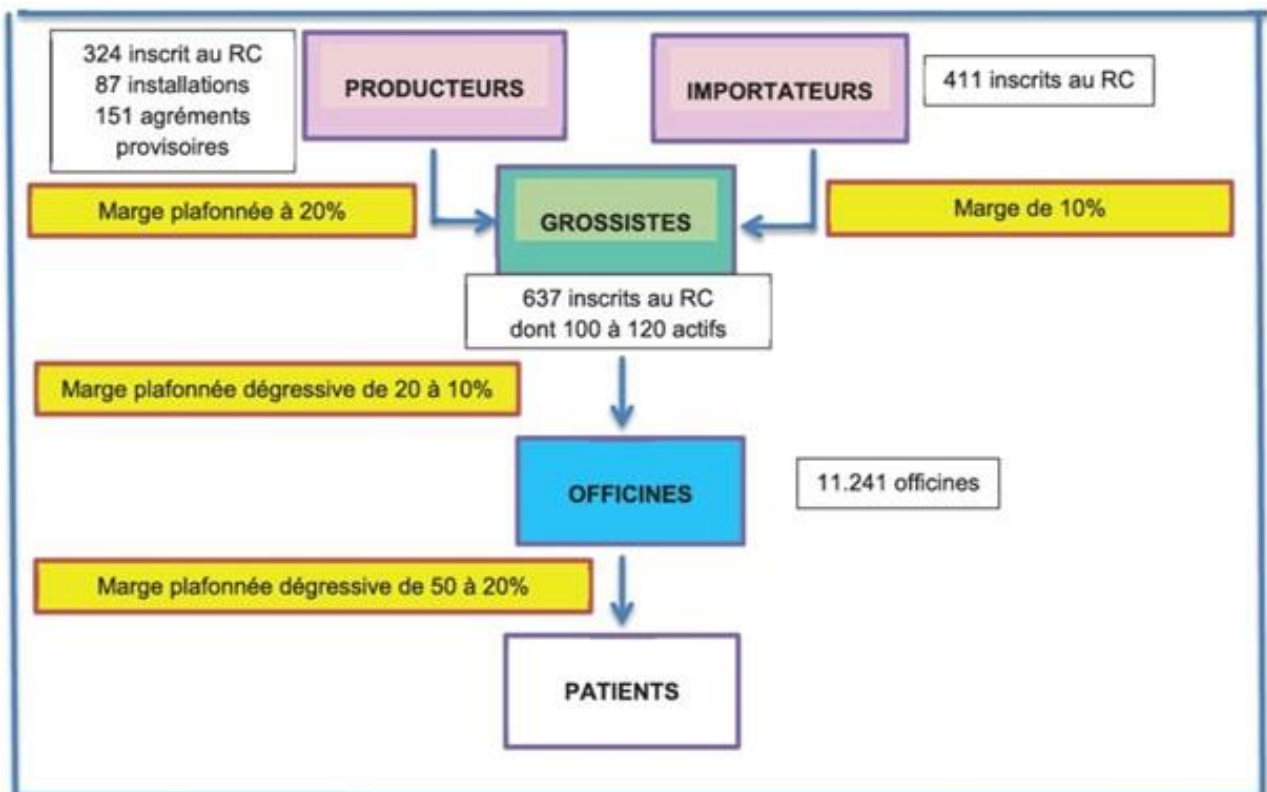 324 inscrit au RC
87 installations
151 agréments
provisoires
PRODUCTEURS
IMPORTATEURS
411 inscrits au RC
Marge plafonnée à 20%
GROSSISTES
Marge de 10%
637 inscrits au RC
dont 100 à 120 actifs
Marge plafonnée dégressive de 20 à 10%
OFFICINES
11.241 officines
Marge plafonnée dégressive de 50 à 20%
PATIENTS